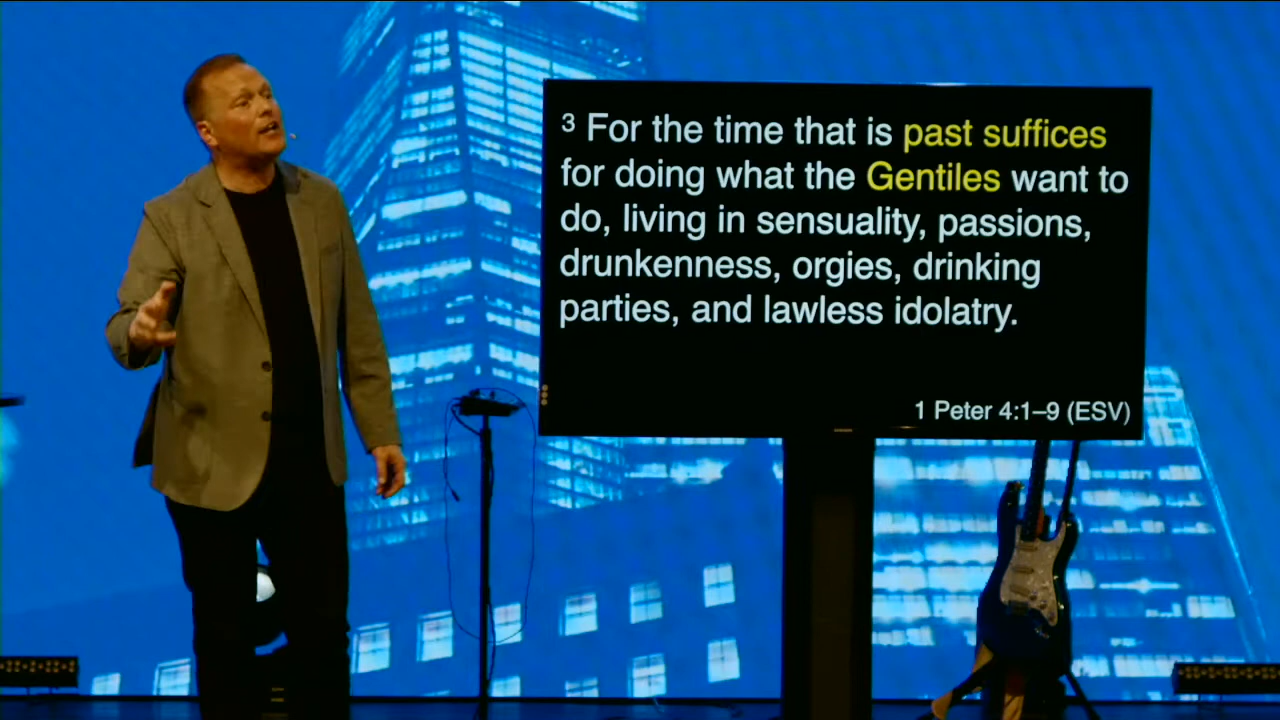 3 For the time that is past suffices
for doing what the Gentiles want to
do, living in sensuality, passions,
drunkenness, orgies, drinking
parties, and lawless idolatry.
1 Peter 4:1–9 (ESV)